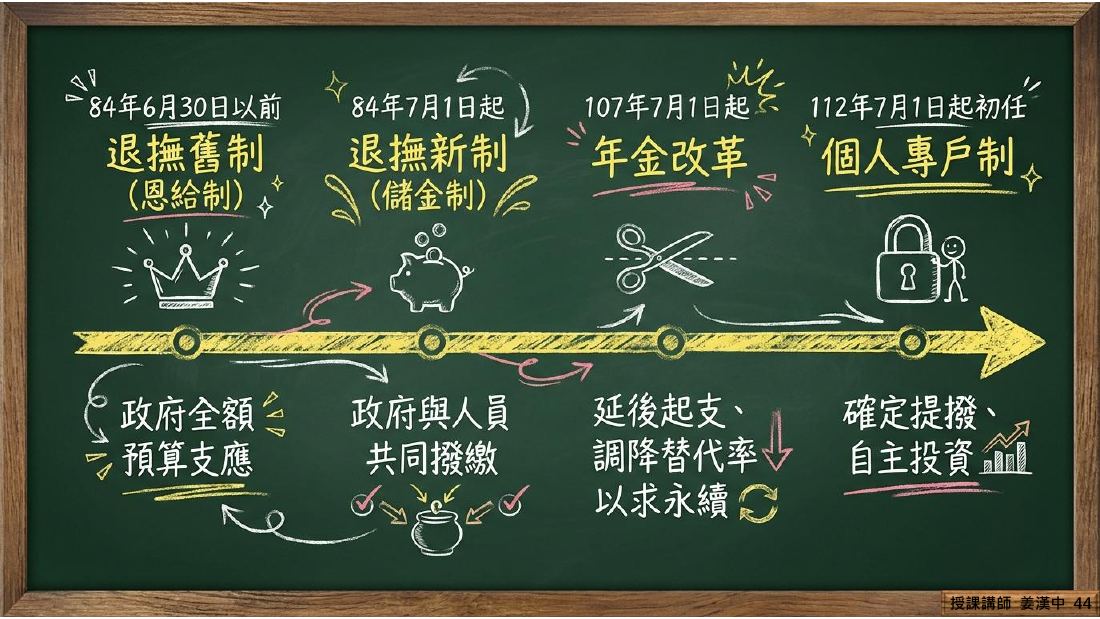 84年6月30日以前
退撫舊制
(恩給制)
政府全額
預算支應
84年7月1日起
退撫新制
(儲金制)
政府與人員
共同撥繳
107年7月1日起
年金改革
延後起支、
調降替代率
以求永續
112年7月1日起初任
個人專戶制
確定提撥、
自主投資
授課講師 姜漢中 44